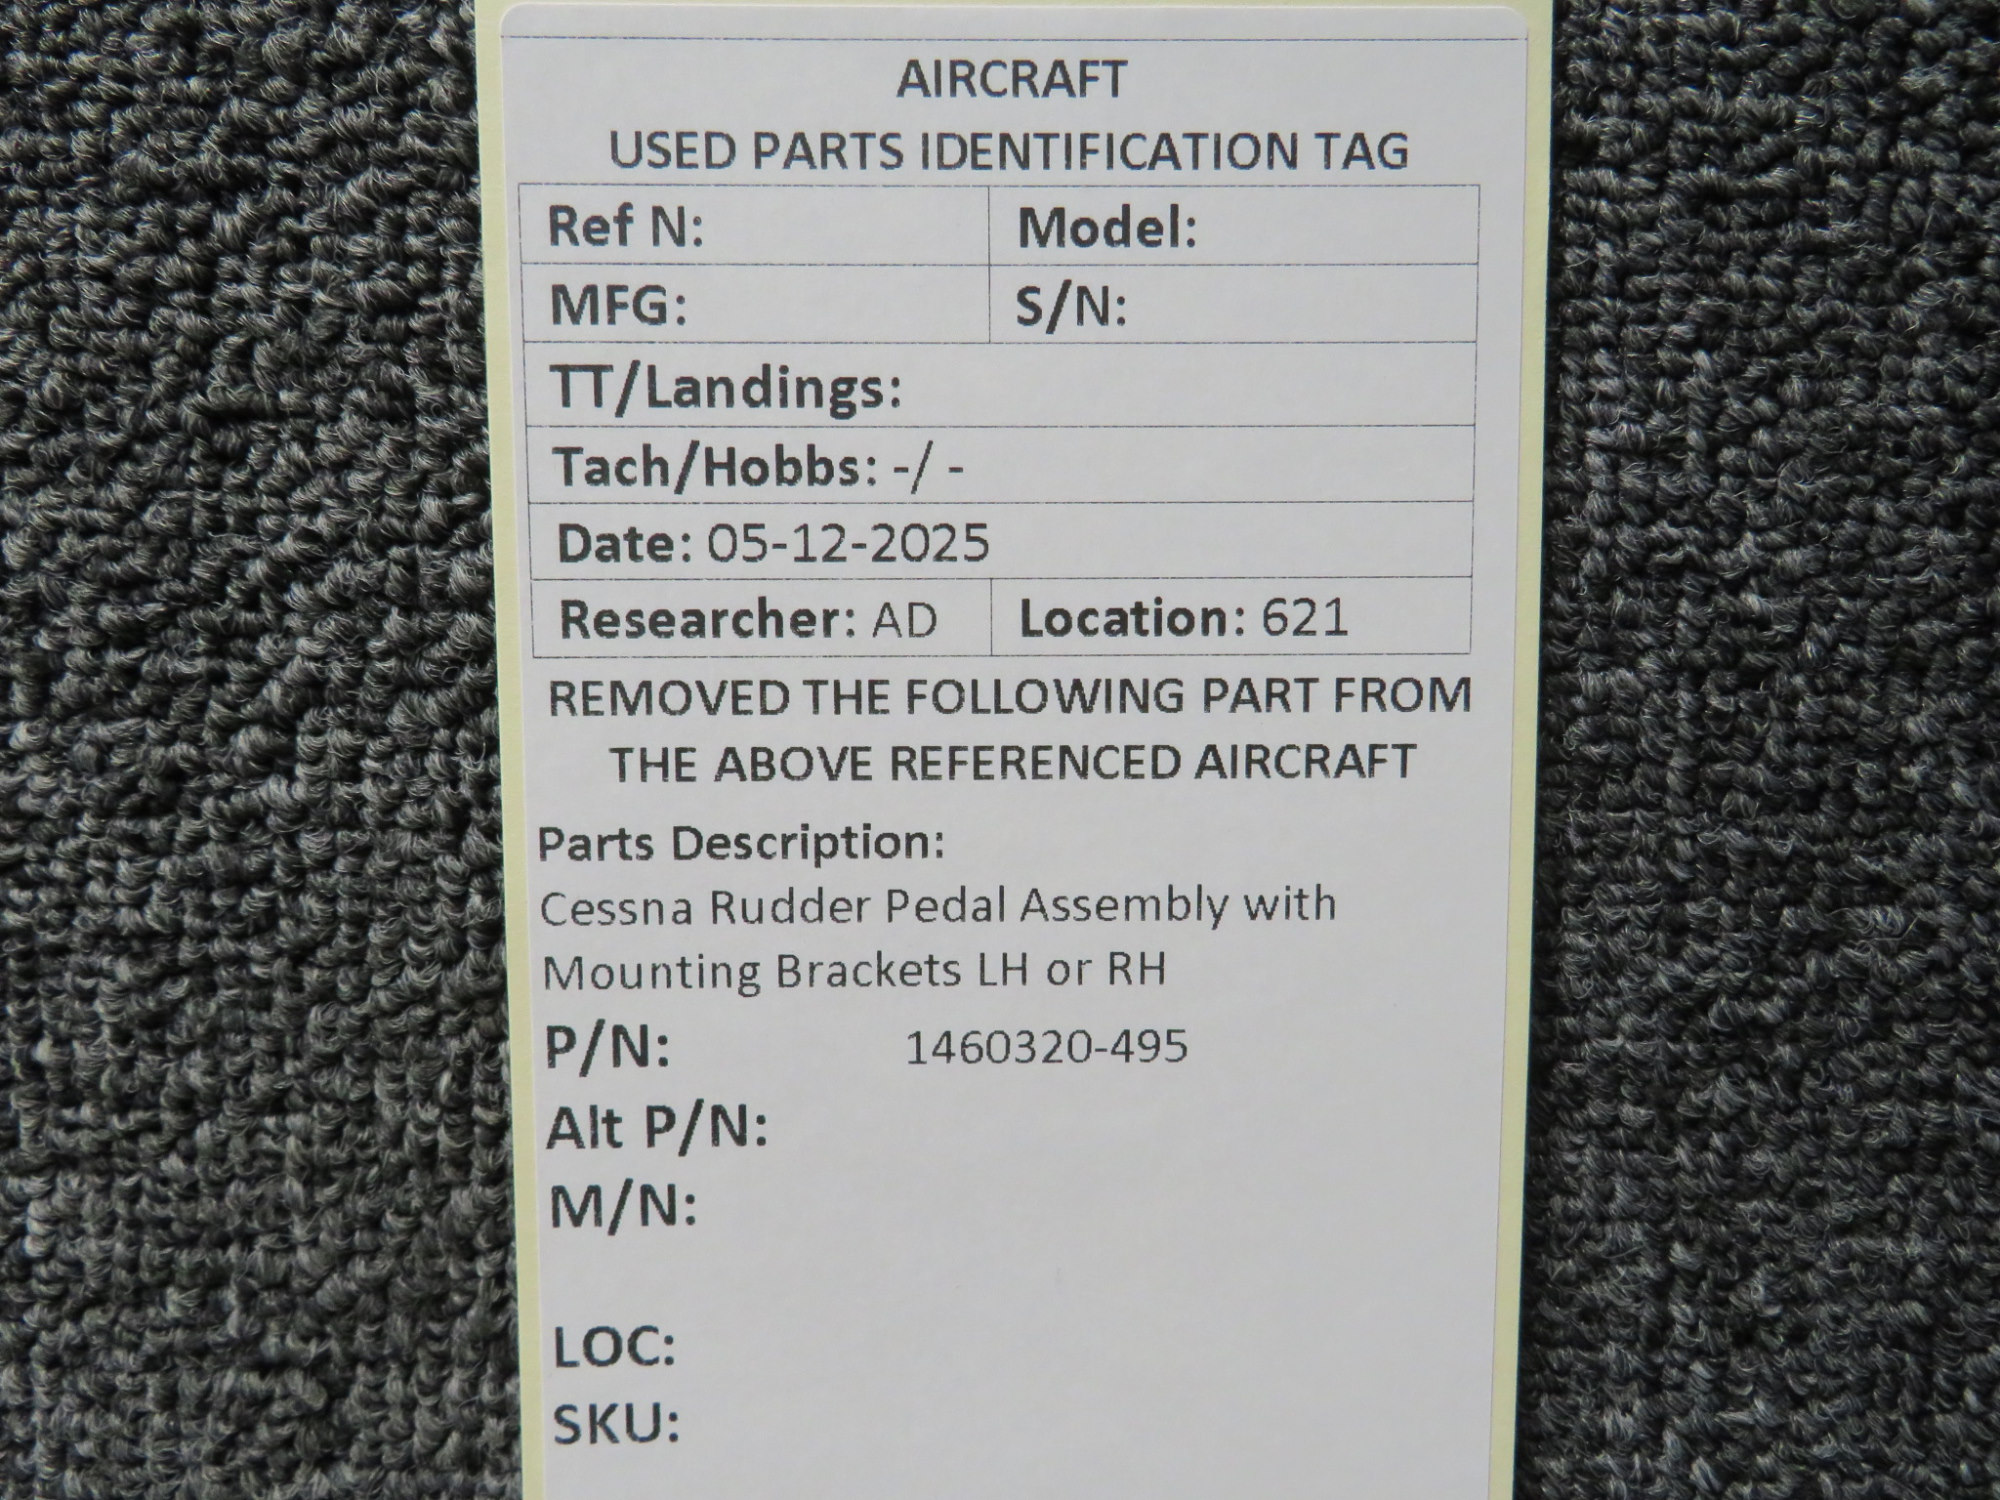 AIRCRAFT
USED PARTS IDENTIFICATION TAG
Ref N: Model:
MFG: S/N:
TT/Landings:
Tach/Hobbs: -/ -
Date: 05-12-2025
Researcher: AD Location: 621
REMOVED THE FOLLOWING PART FROM
THE ABOVE REFERENCED AIRCRAFT
Parts Description:
Cessna Rudder Pedal Assembly with
Mounting Brackets LH or RH
P/N: 1460320-495
Alt P/N:
M/N:
LOC:
SKU: